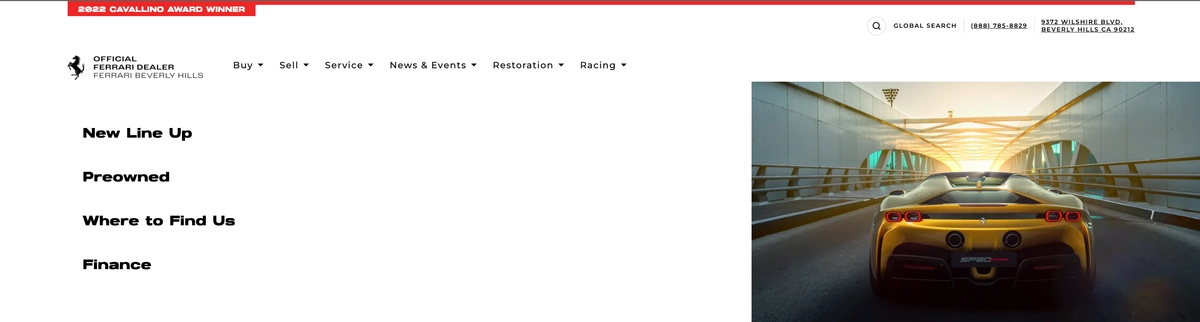 2022 CAVALLINO AWARD WINNER
GLOBAL SEARCH
(888) 785-8829
9372 WILSHIRE BLVD,
BEVERLY HILLS CA 90212
OFFICIAL
FERRARI DEALER
FERRARI BEVERLY HILLS
Buy
Sell
Service
News & Events
Restoration
Racing
New Line Up
Preowned
Where to Find Us
Finance
SF90